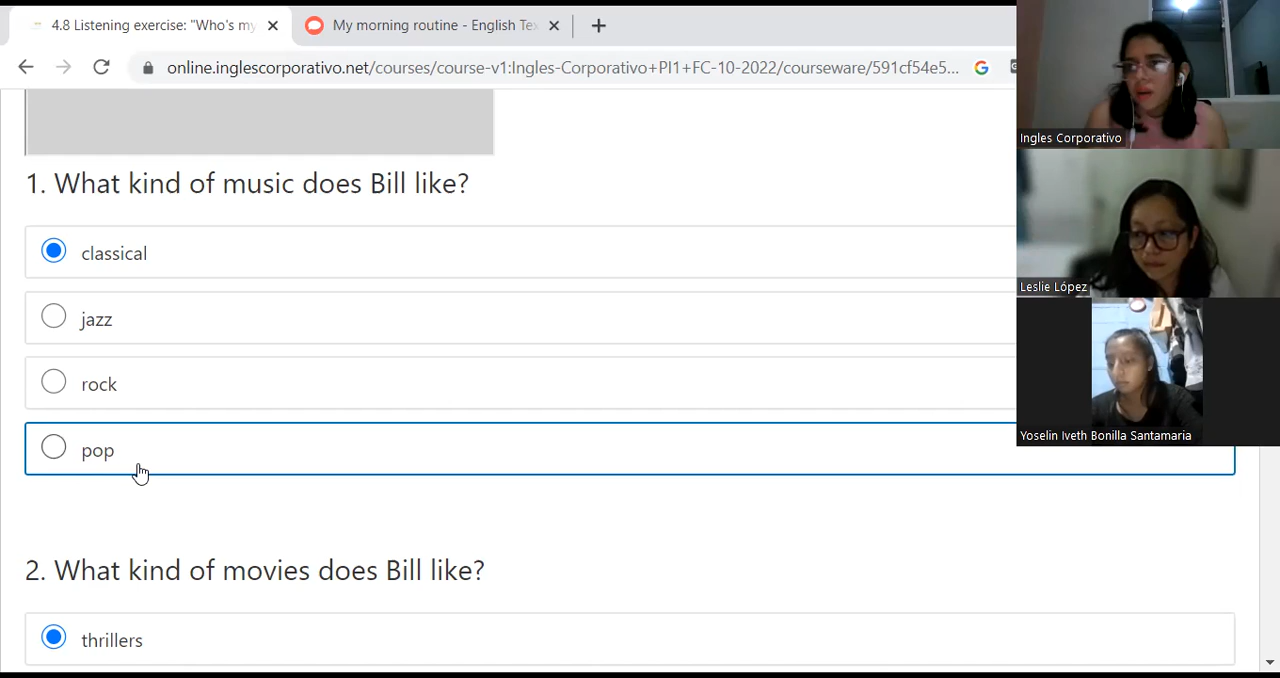 4.8 Listening exercise: "Who's my
My morning routine - English Tex
online.inglescorporativo.net/courses/course-v1:Ingles-Corporativo+PI1+FC-10-2022/courseware/591cf54e5...
Ingles Corporativo
1. What kind of music does Bill like?
classical
Leslie López
jazz
rock
Yoselin Iveth Bonilla Santamaria
pop
2. What kind of movies does Bill like?
thrillers